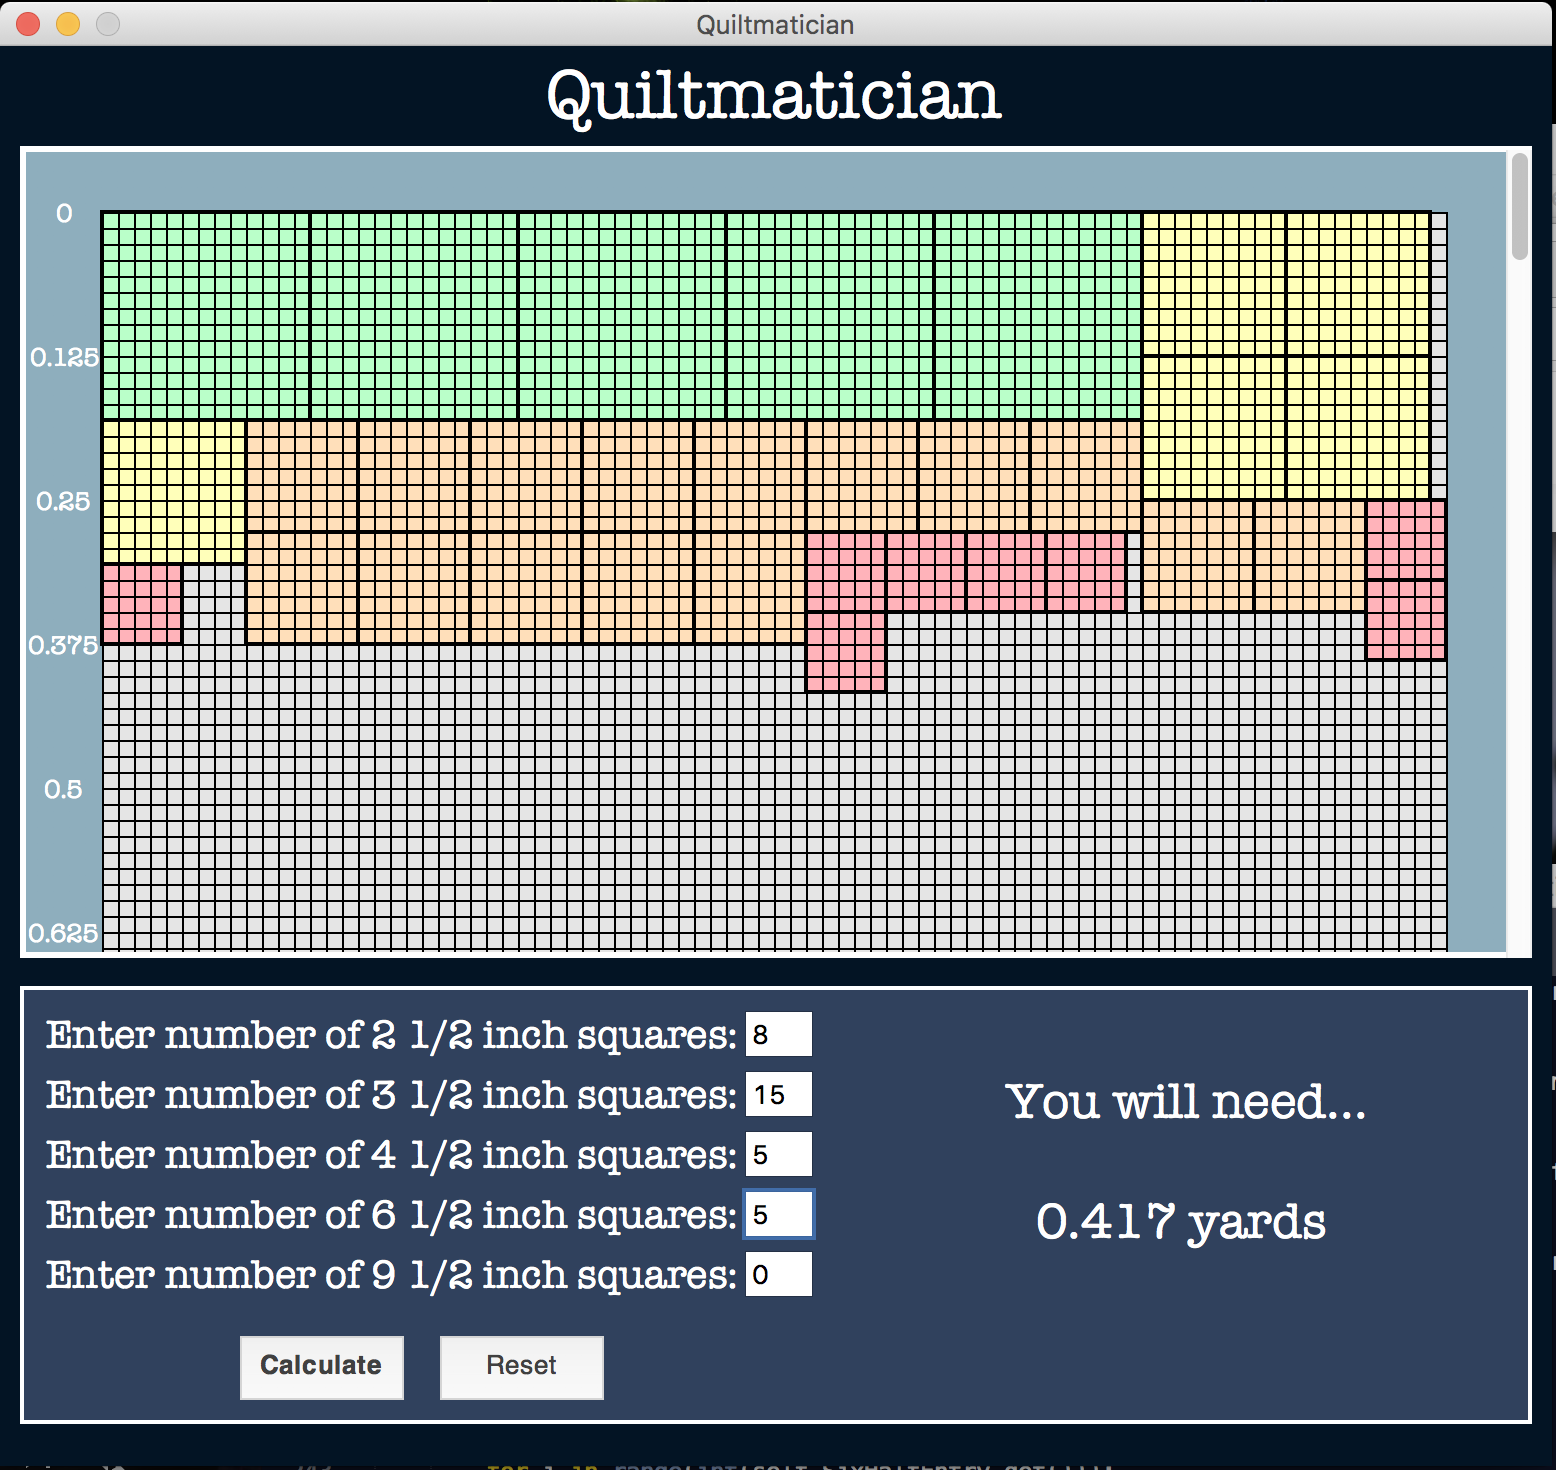 Quiltmatician
Quiltmatician
0
0.125
0.25
0.375
0.5
0.625
Enter number of 2 1/2 inch squares: 8
Enter number of 3 1/2 inch squares: 15
Enter number of 4 1/2 inch squares: 5
Enter number of 6 1/2 inch squares: 5
Enter number of 9 1/2 inch squares: 0
You will need...
0.417 yards
Calculate
Reset